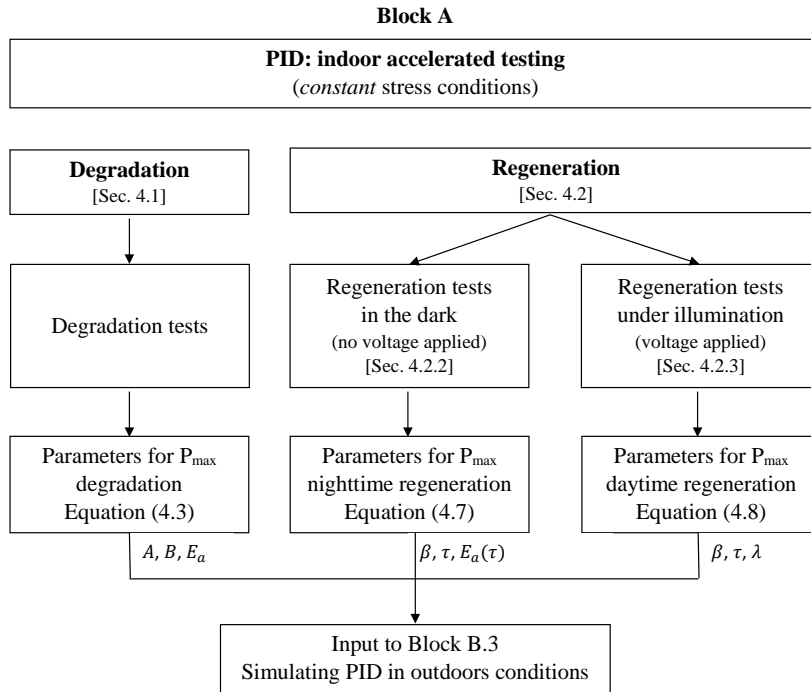 Block A
PID: indoor accelerated testing
(constant stress conditions)
Degradation
[Sec. 4.1]
Regeneration
[Sec. 4.2]
Degradation tests
Regeneration tests
in the dark
(no voltage applied)
[Sec. 4.2.2]
Regeneration tests
under illumination
(voltage applied)
[Sec. 4.2.3]
Parameters for Pmax
degradation
Equation (4.3)
Parameters for Pmax
nighttime regeneration
Equation (4.7)
Parameters for Pmax
daytime regeneration
Equation (4.8)
A, B, Ea
β, τ, Ea(τ)
β, τ, λ
Input to Block B.3
Simulating PID in outdoors conditions